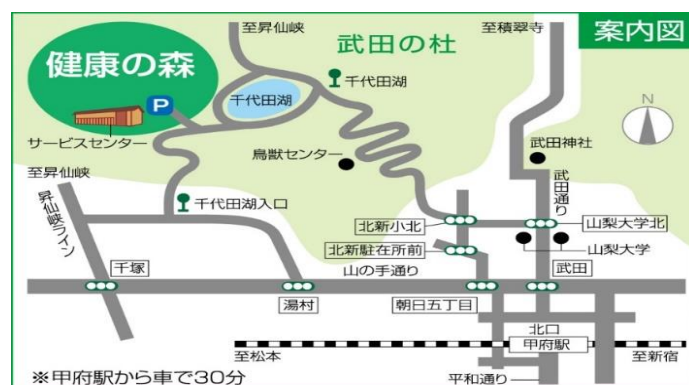 至昇仙峡
武田の杜
至積翠寺
案内図
健康の森
P
千代田湖
千代田湖
サービスセンター
鳥獣センター
武田神社
N
至昇仙峡
昇仙峡ライン
千代田湖入口
武田通り
北新小北
山梨大学北
北新駐在所前
山梨大学
山の手通り
千塚
湯村
朝日五丁目
武田
北口
甲府駅
至松本
至新宿
※甲府駅から車で30分
平和通り